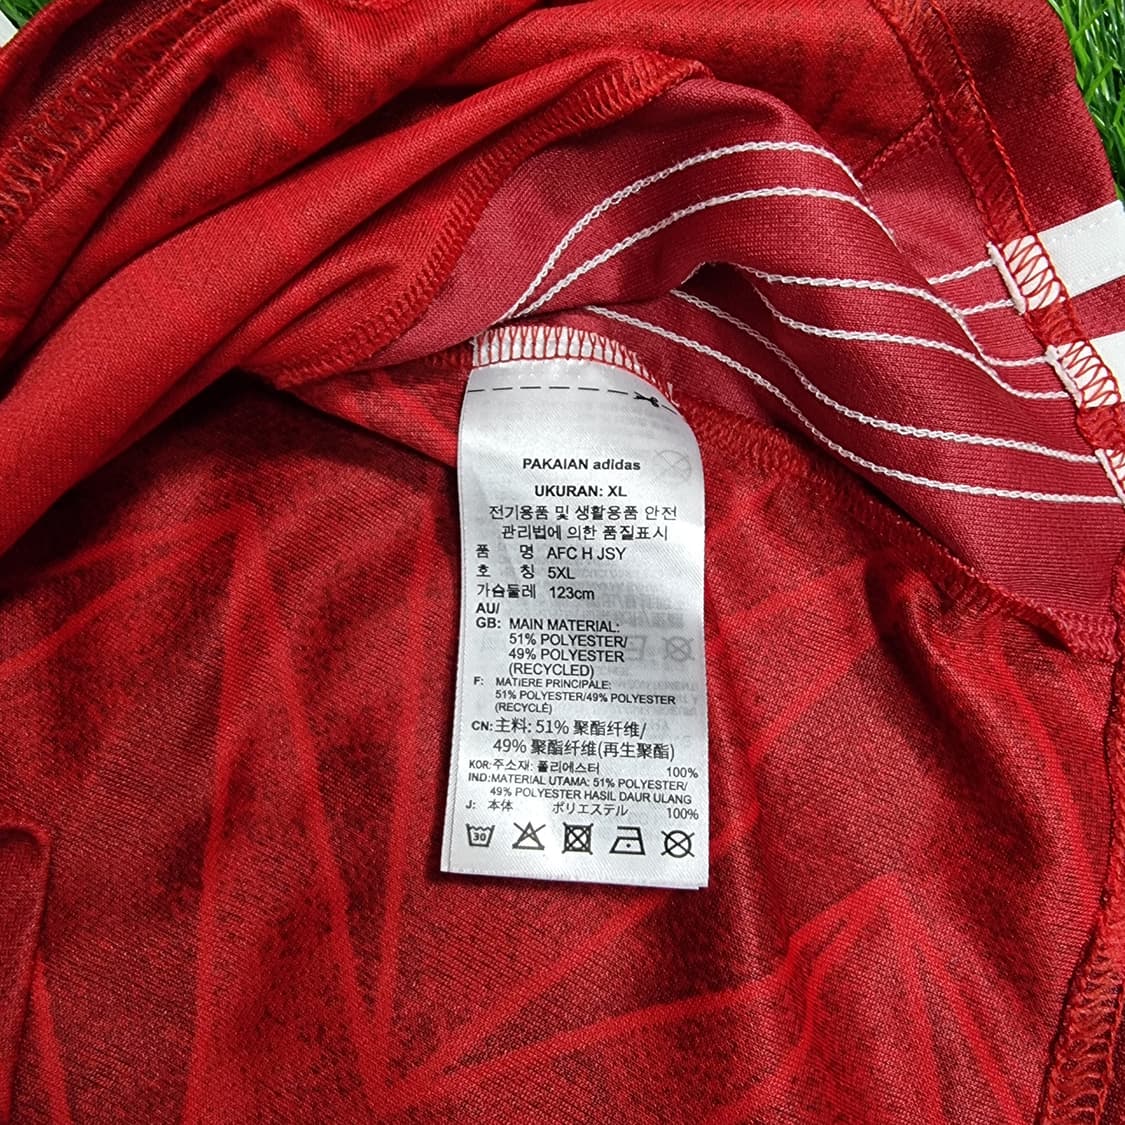 PAKAIAN adidas
UKURAN: XL
전기용품 및 생활용품 안전
관리법에 의한 품질표시
품 명 AFC H JSY
호 칭 5XL
가슴둘레 123cm
AU/
GB: MAIN MATERIAL:
51% POLYESTER/
49% POLYESTER
(RECYCLED)
F: MATIERE PRINCIPALE:
51% POLYESTER/49% POLYESTER
(RECYCLÉ)
CN: 主料: 51% 聚酯纤维/
49% 聚酯纤维(再生聚酯)
KOR: 주소재: 폴리에스터 100%
IND: MATERIAL UTAMA: 51% POLYESTER/
49% POLYESTER HASIL DAUR ULANG
J: 本体 ポリエステル 100%
30